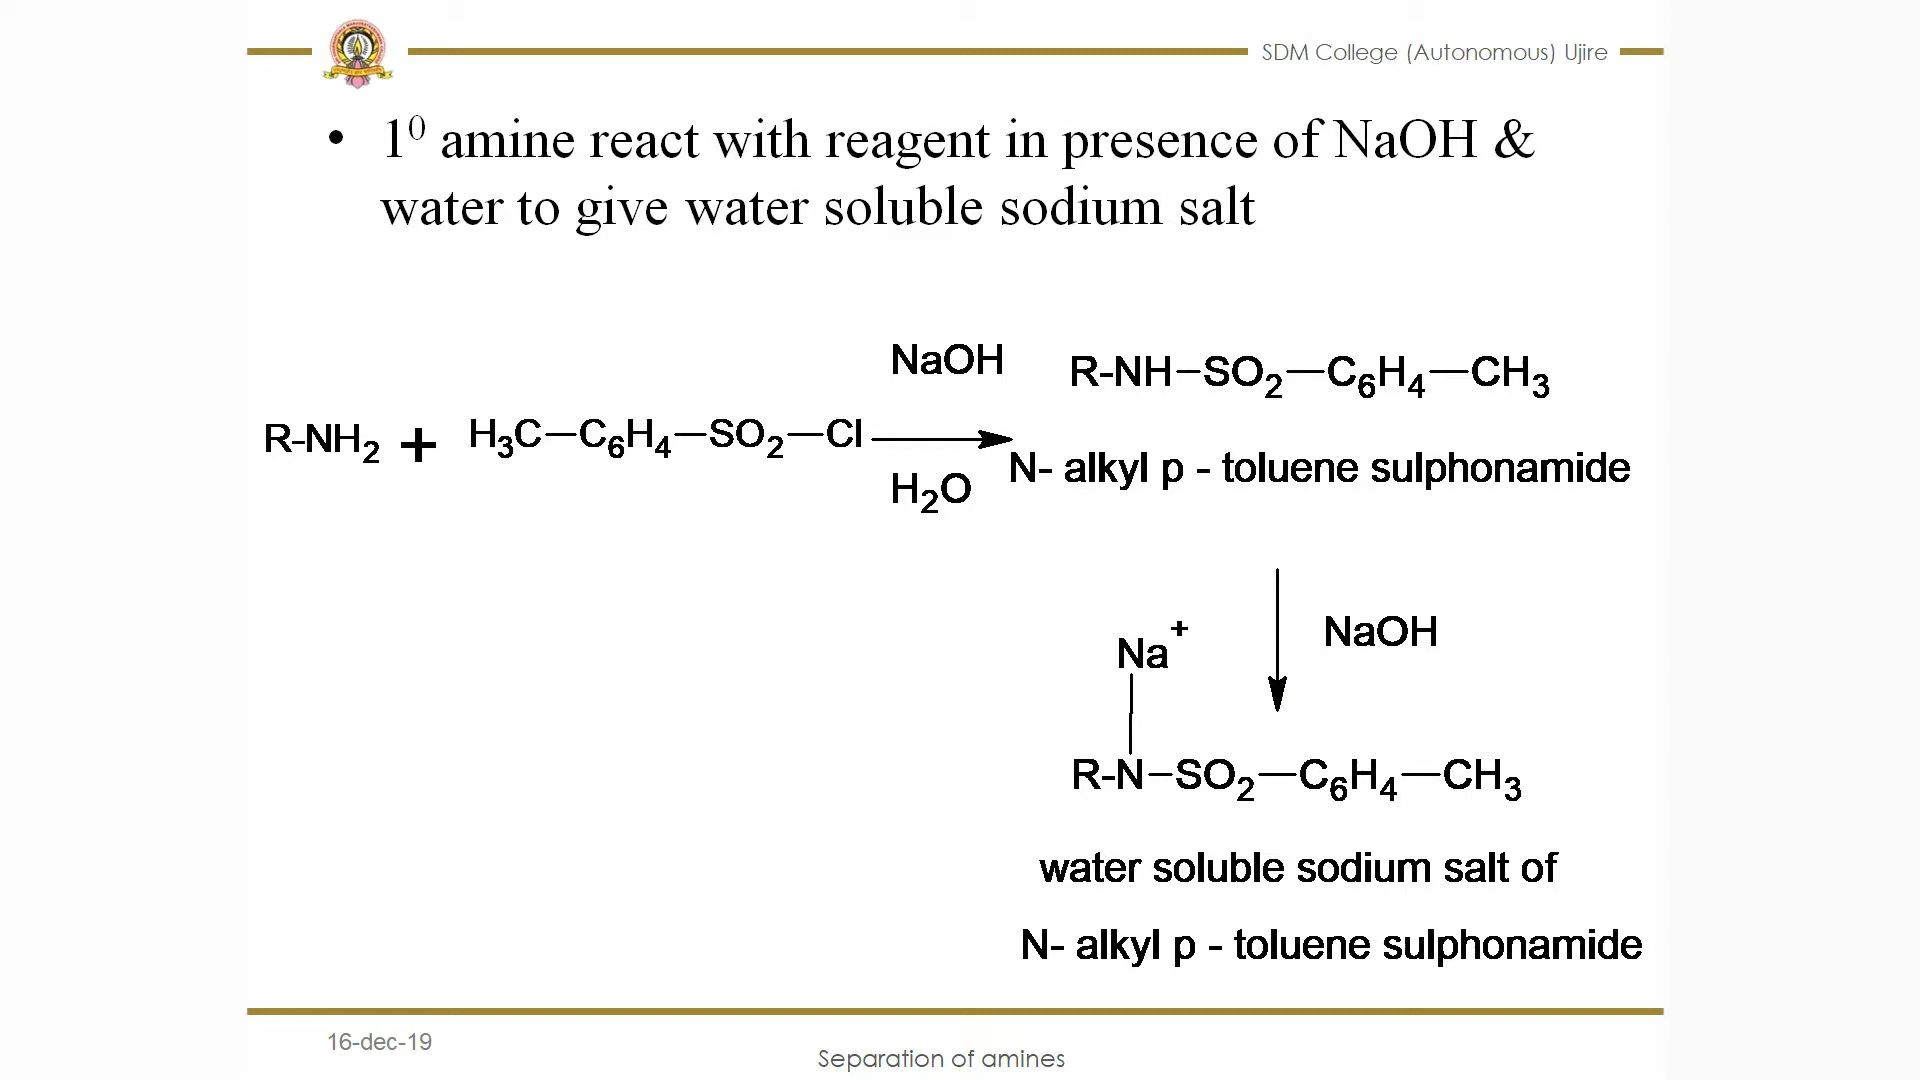 SDM College (Autonomous) Ujire
• 1⁰ amine react with reagent in presence of NaOH &
water to give water soluble sodium salt
R-NH₂ + H₃C—C₆H₄—SO₂—Cl
NaOH
H₂O
R-NH—SO₂—C₆H₄—CH₃
N- alkyl p - toluene sulphonamide
NaOH
Na⁺
R-N—SO₂—C₆H₄—CH₃
water soluble sodium salt of
N- alkyl p - toluene sulphonamide
16-dec-19
Separation of amines